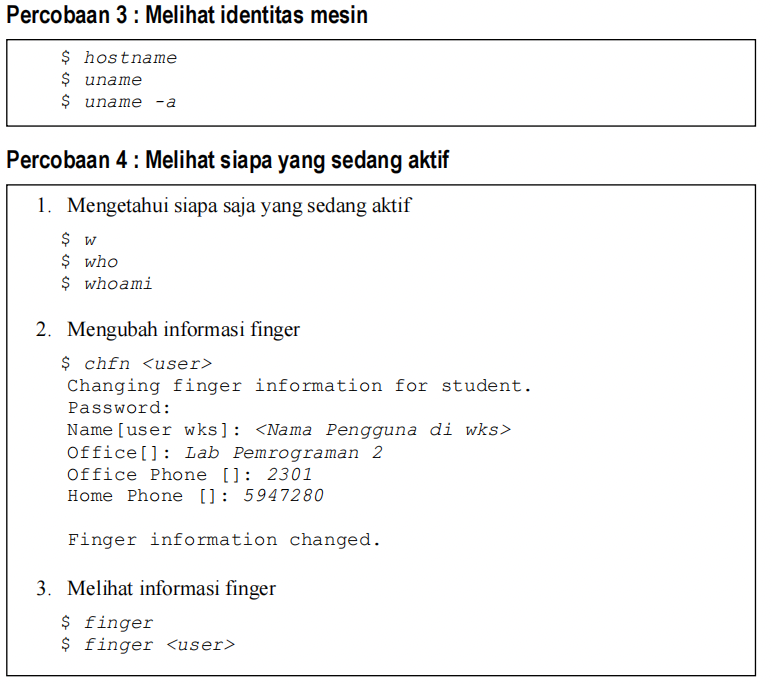 Percobaan 3 : Melihat identitas mesin
$ hostname
$ uname
$ uname -a
Percobaan 4 : Melihat siapa yang sedang aktif
1. Mengetahui siapa saja yang sedang aktif
$ w
$ who
$ whoami
2. Mengubah informasi finger
$ chfn <user>
Changing finger information for student.
Password:
Name[user wks]: <Nama Pengguna di wks>
Office[]: Lab Pemrograman 2
Office Phone []: 2301
Home Phone []: 5947280
Finger information changed.
3. Melihat informasi finger
$ finger
$ finger <user>